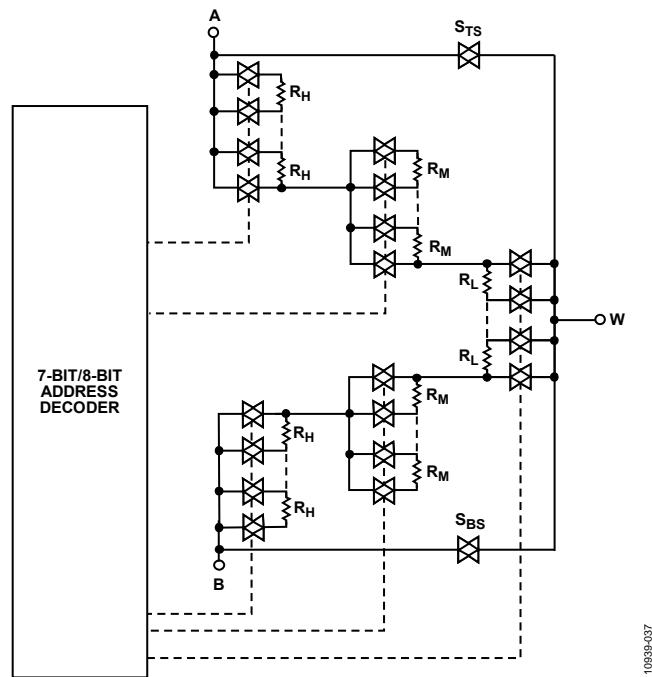 A
STS
RH
RH
RM
RM
RL
RL
W
7-BIT/8-BIT
ADDRESS
DECODER
RM
RH
RM
RH
SBS
B
10939-037